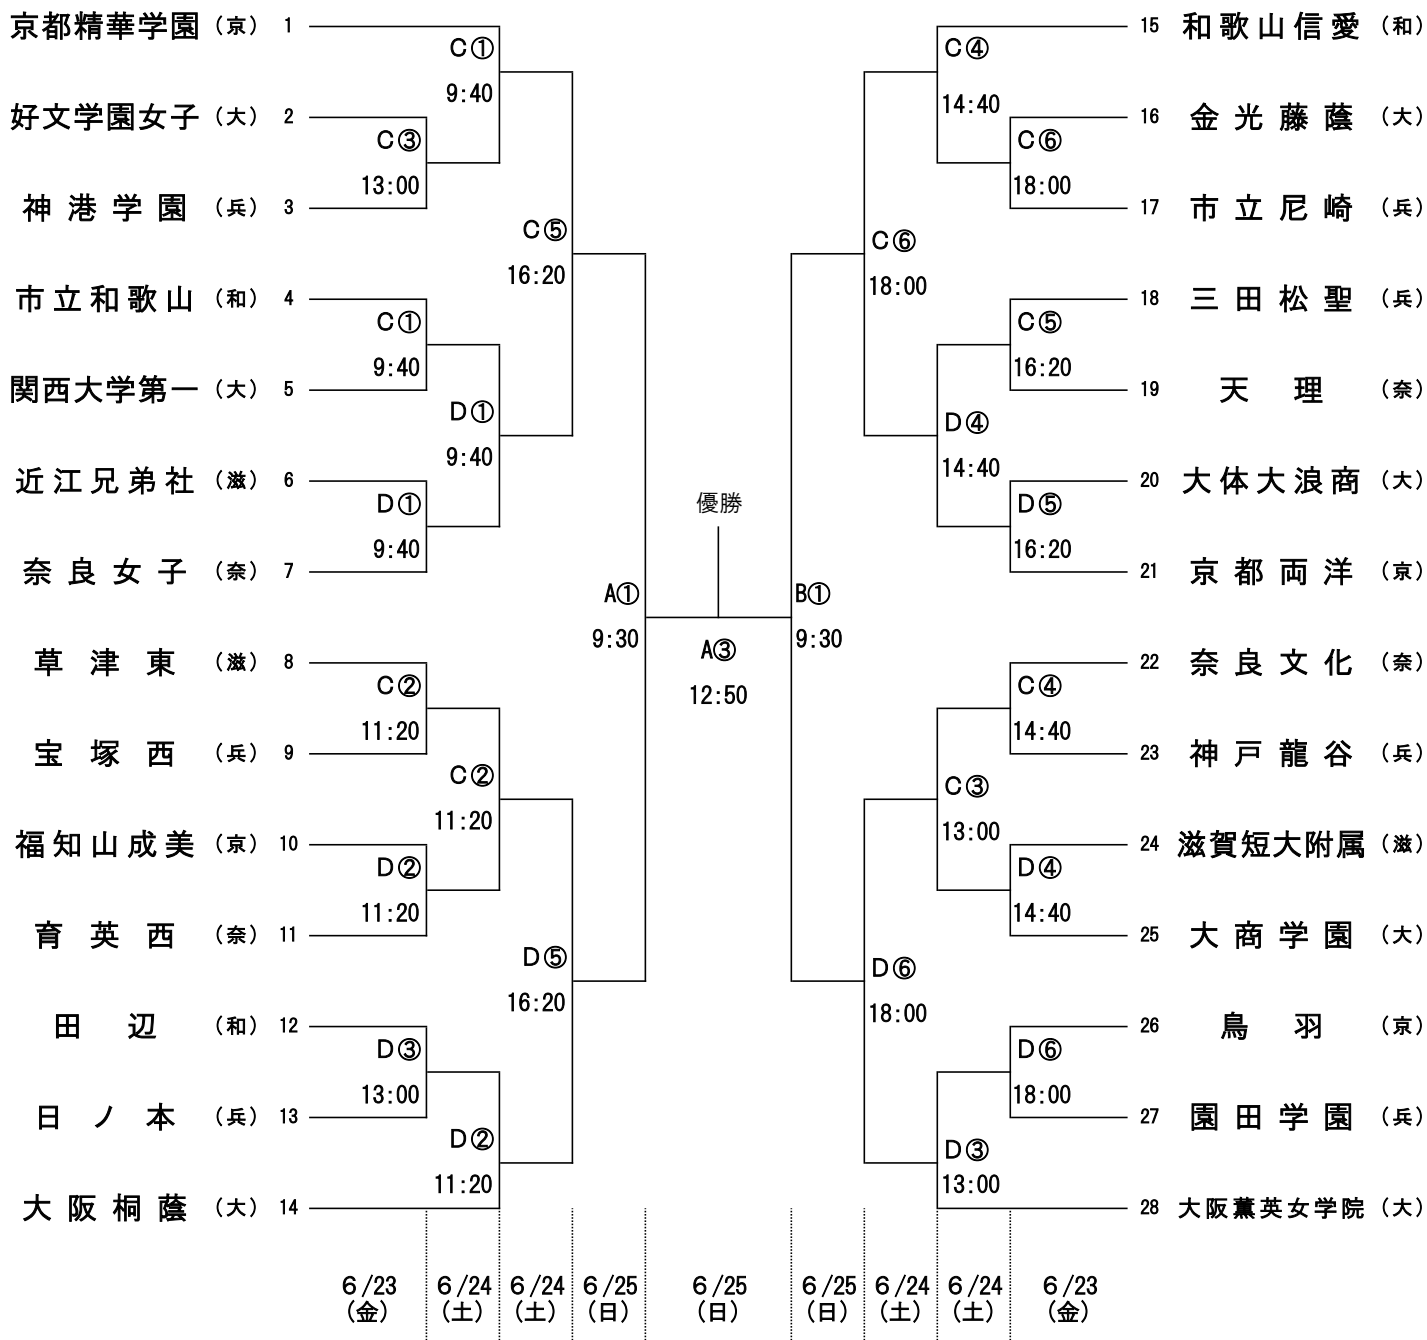 京都精華学園 （京） 1
C①
9:40
好文学園女子 （大） 2
C③
13:00
神港学園 （兵） 3
C⑤
16:20
市立和歌山 （和） 4
C①
9:40
関西大学第一 （大） 5
D①
9:40
近江兄弟社 （滋） 6
D①
9:40
奈良女子 （奈） 7
A①
9:30
草津東 （滋） 8
C②
11:20
宝塚西 （兵） 9
C②
11:20
福知山成美 （京） 10
D②
11:20
育英西 （奈） 11
D⑤
16:20
田辺 （和） 12
D③
13:00
日ノ本 （兵） 13
D②
11:20
大阪桐蔭 （大） 14
優勝
A③
12:50
15 和歌山信愛 （和）
C④
14:40
16 金光藤蔭 （大）
C⑥
18:00
17 市立尼崎 （兵）
C⑥
18:00
18 三田松聖 （兵）
C⑤
16:20
19 天理 （奈）
D④
14:40
20 大体大浪商 （大）
D⑤
16:20
21 京都両洋 （京）
B①
9:30
22 奈良文化 （奈）
C④
14:40
23 神戸龍谷 （兵）
C③
13:00
24 滋賀短大附属 （滋）
D④
14:40
25 大商学園 （大）
D⑥
18:00
26 鳥羽 （京）
D⑥
18:00
27 園田学園 （兵）
D③
13:00
28 大阪薫英女学院 （大）
6/23 6/24 6/24 6/25 6/25 6/25 6/24 6/24 6/23
（金） （土） （土） （日） （日） （日） （土） （土） （金）